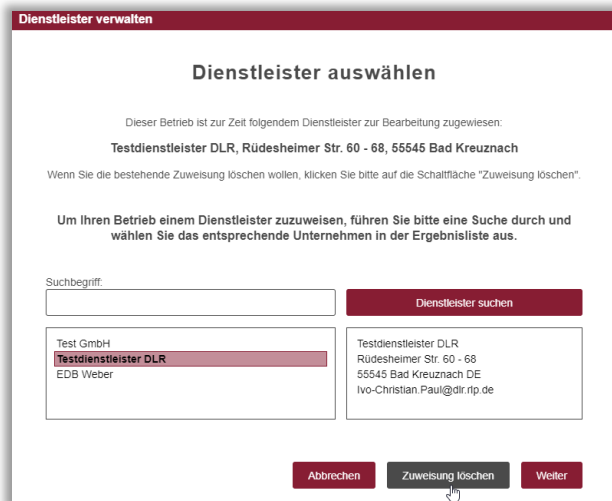 Dienstleister verwalten
Dienstleister auswählen
Dieser Betrieb ist zur Zeit folgendem Dienstleister zur Bearbeitung zugewiesen:
Testdienstleister DLR, Rüdesheimer Str. 60 - 68, 55545 Bad Kreuznach
Wenn Sie die bestehende Zuweisung löschen wollen, klicken Sie bitte auf die Schaltfläche "Zuweisung löschen".
Um Ihren Betrieb einem Dienstleister zuzuweisen, führen Sie bitte eine Suche durch und
wählen Sie das entsprechende Unternehmen in der Ergebnisliste aus.
Suchbegriff:
Dienstleister suchen
Test GmbH
Testdienstleister DLR
EDB Weber
Testdienstleister DLR
Rüdesheimer Str. 60 - 68
55545 Bad Kreuznach DE
Ivo-Christian.Paul@dlr.rlp.de
Abbrechen
Zuweisung löschen
Weiter